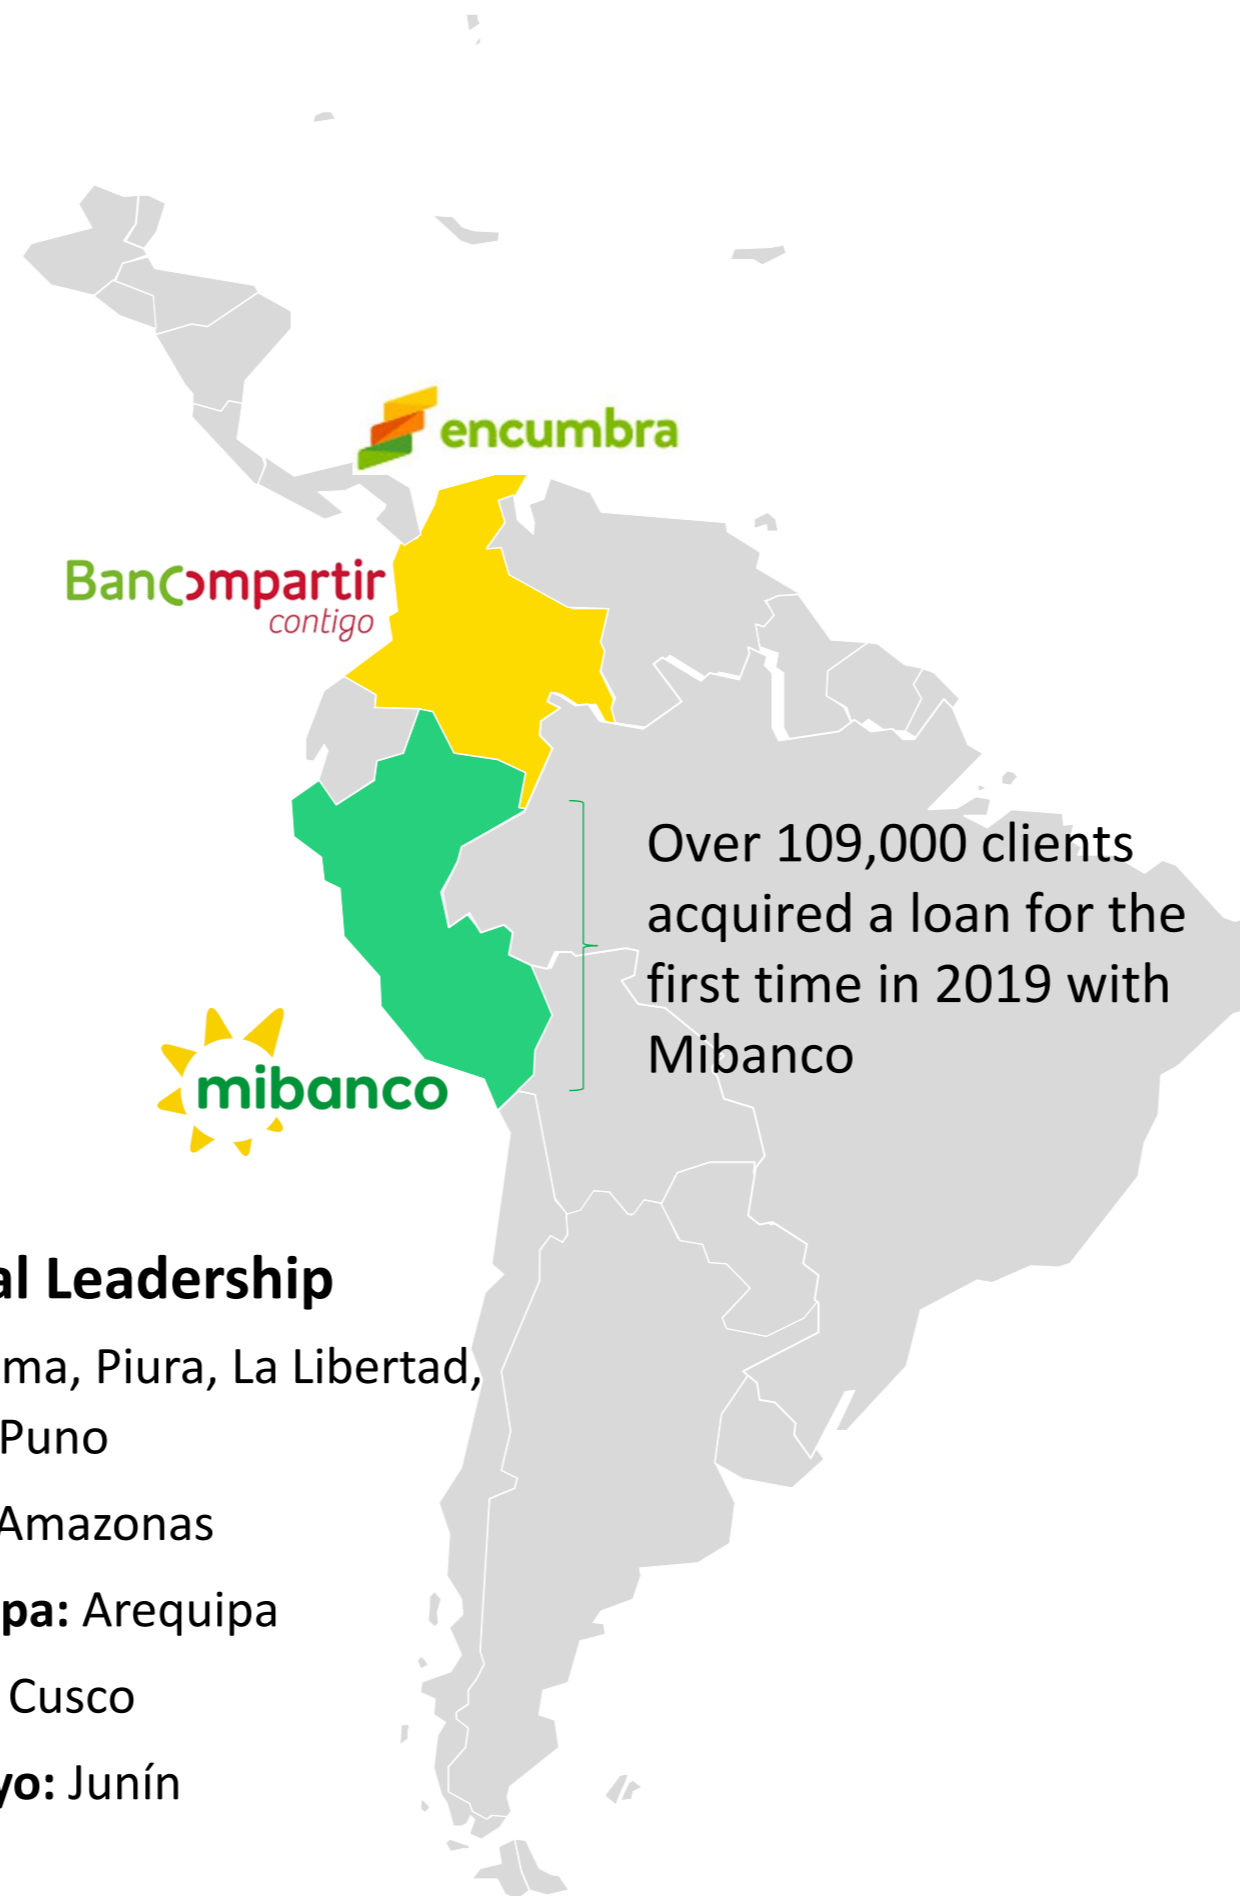 encumbra
Bancompartir
contigo
Over 109,000 clients
acquired a loan for the
first time in 2019 with
Mibanco
mibanco
al Leadership
ma, Piura, La Libertad,
Puno
Amazonas
pa: Arequipa
Cusco
yo: Junín